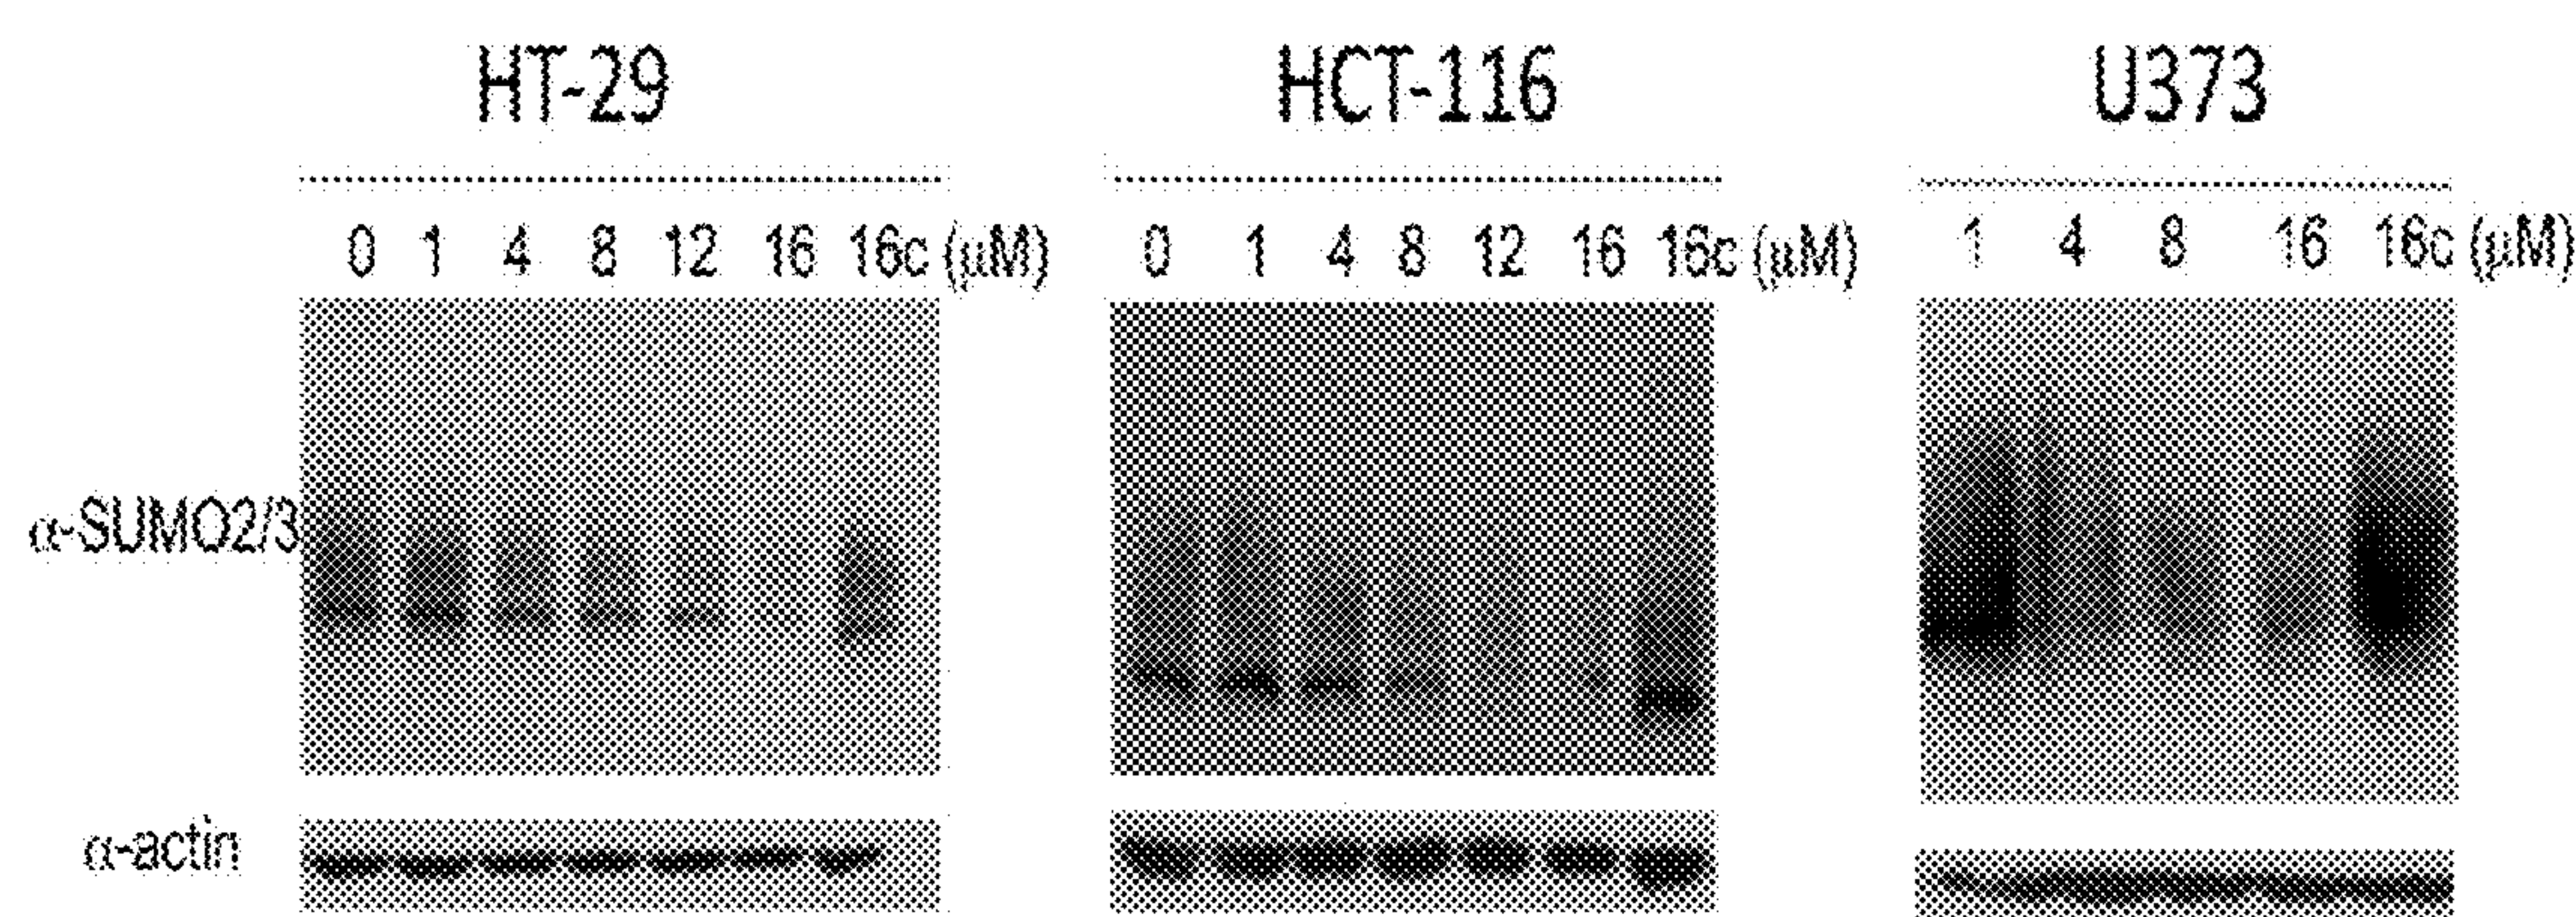 HT-29 HCT-116 U373
0 1 4 8 12 16 16c (μM) 0 1 4 8 12 16 16c (μM) 1 4 8 16 16c (μM)
α-SUMO2/3
α-actin